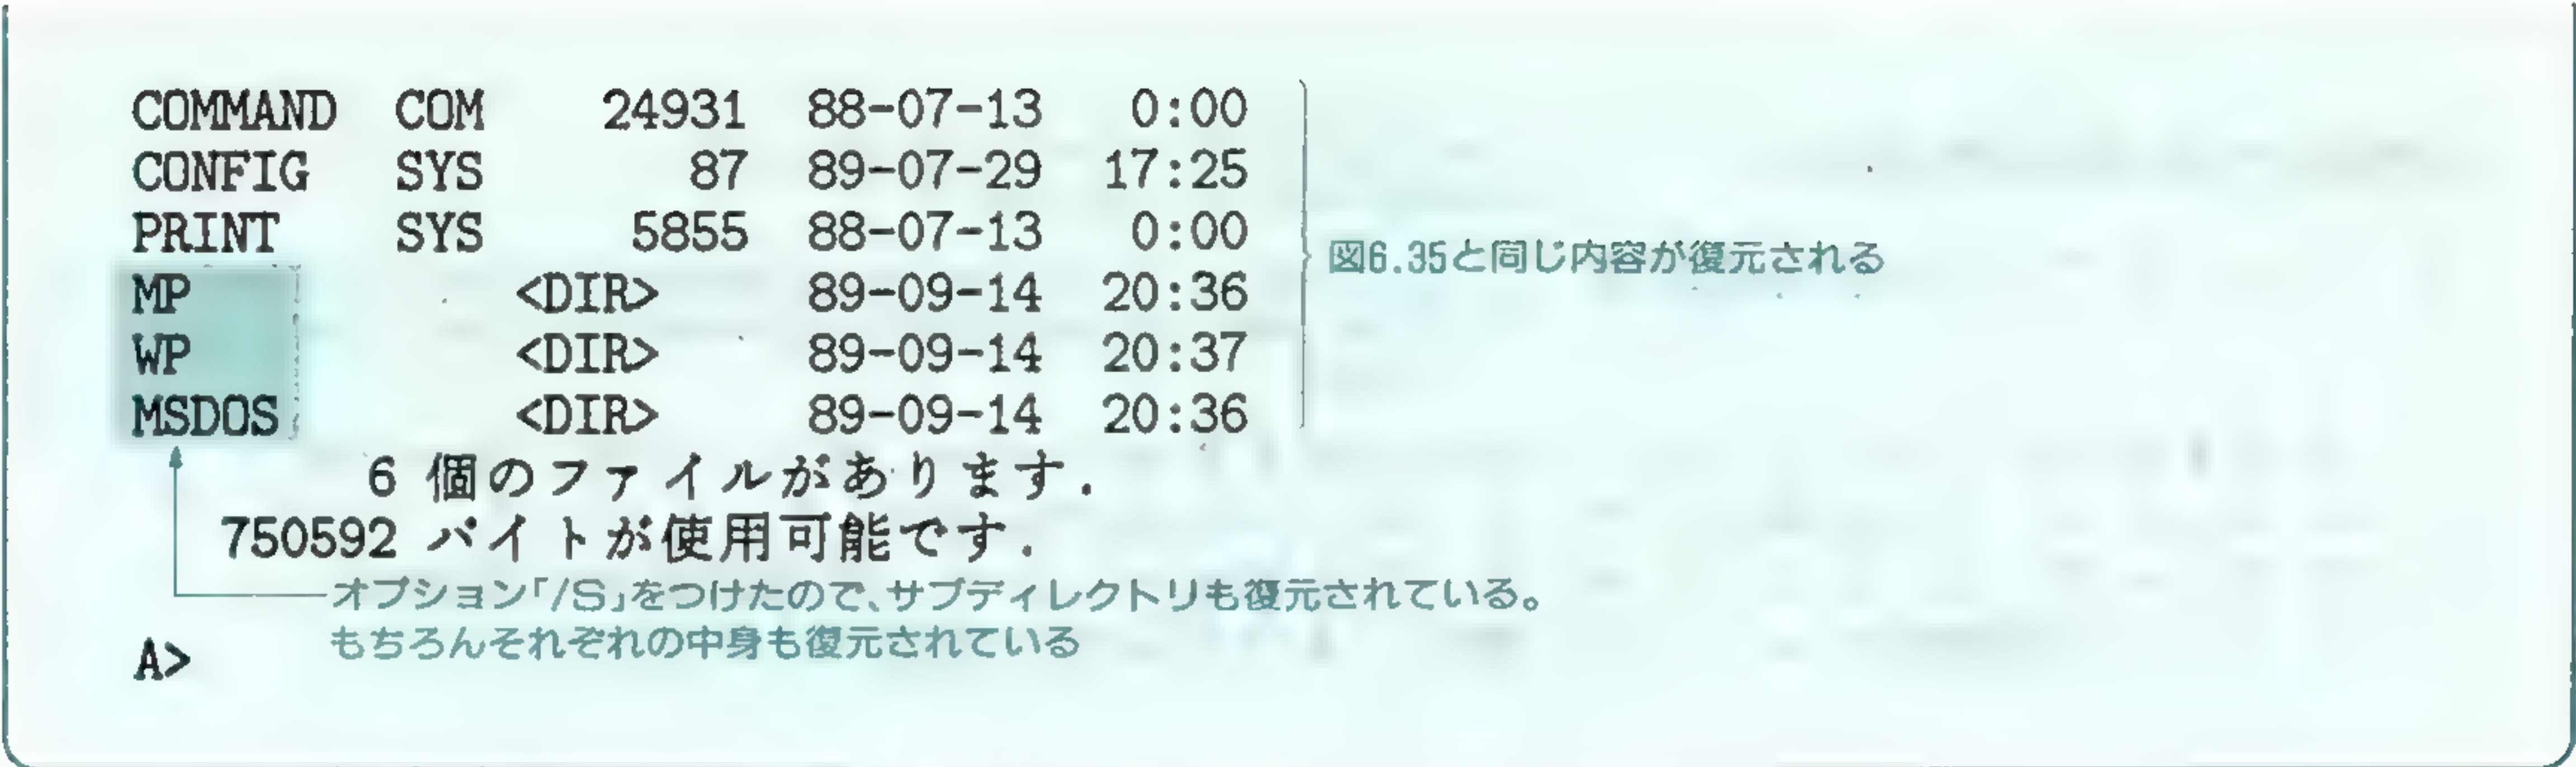 COMMAND COM 24931 88-07-13 0:00
CONFIG SYS 87 89-07-29 17:25
PRINT SYS 5855 88-07-13 0:00
図6.35と同じ内容が復元される
MP <DIR> 89-09-14 20:36
WP <DIR> 89-09-14 20:37
MSDOS <DIR> 89-09-14 20:36
6 個のファイルがあります.
750592 バイトが使用可能です.
オプション「/S」をつけたので、サブディレクトリも復元されている。
もちろんそれぞれの中身も復元されている
A>